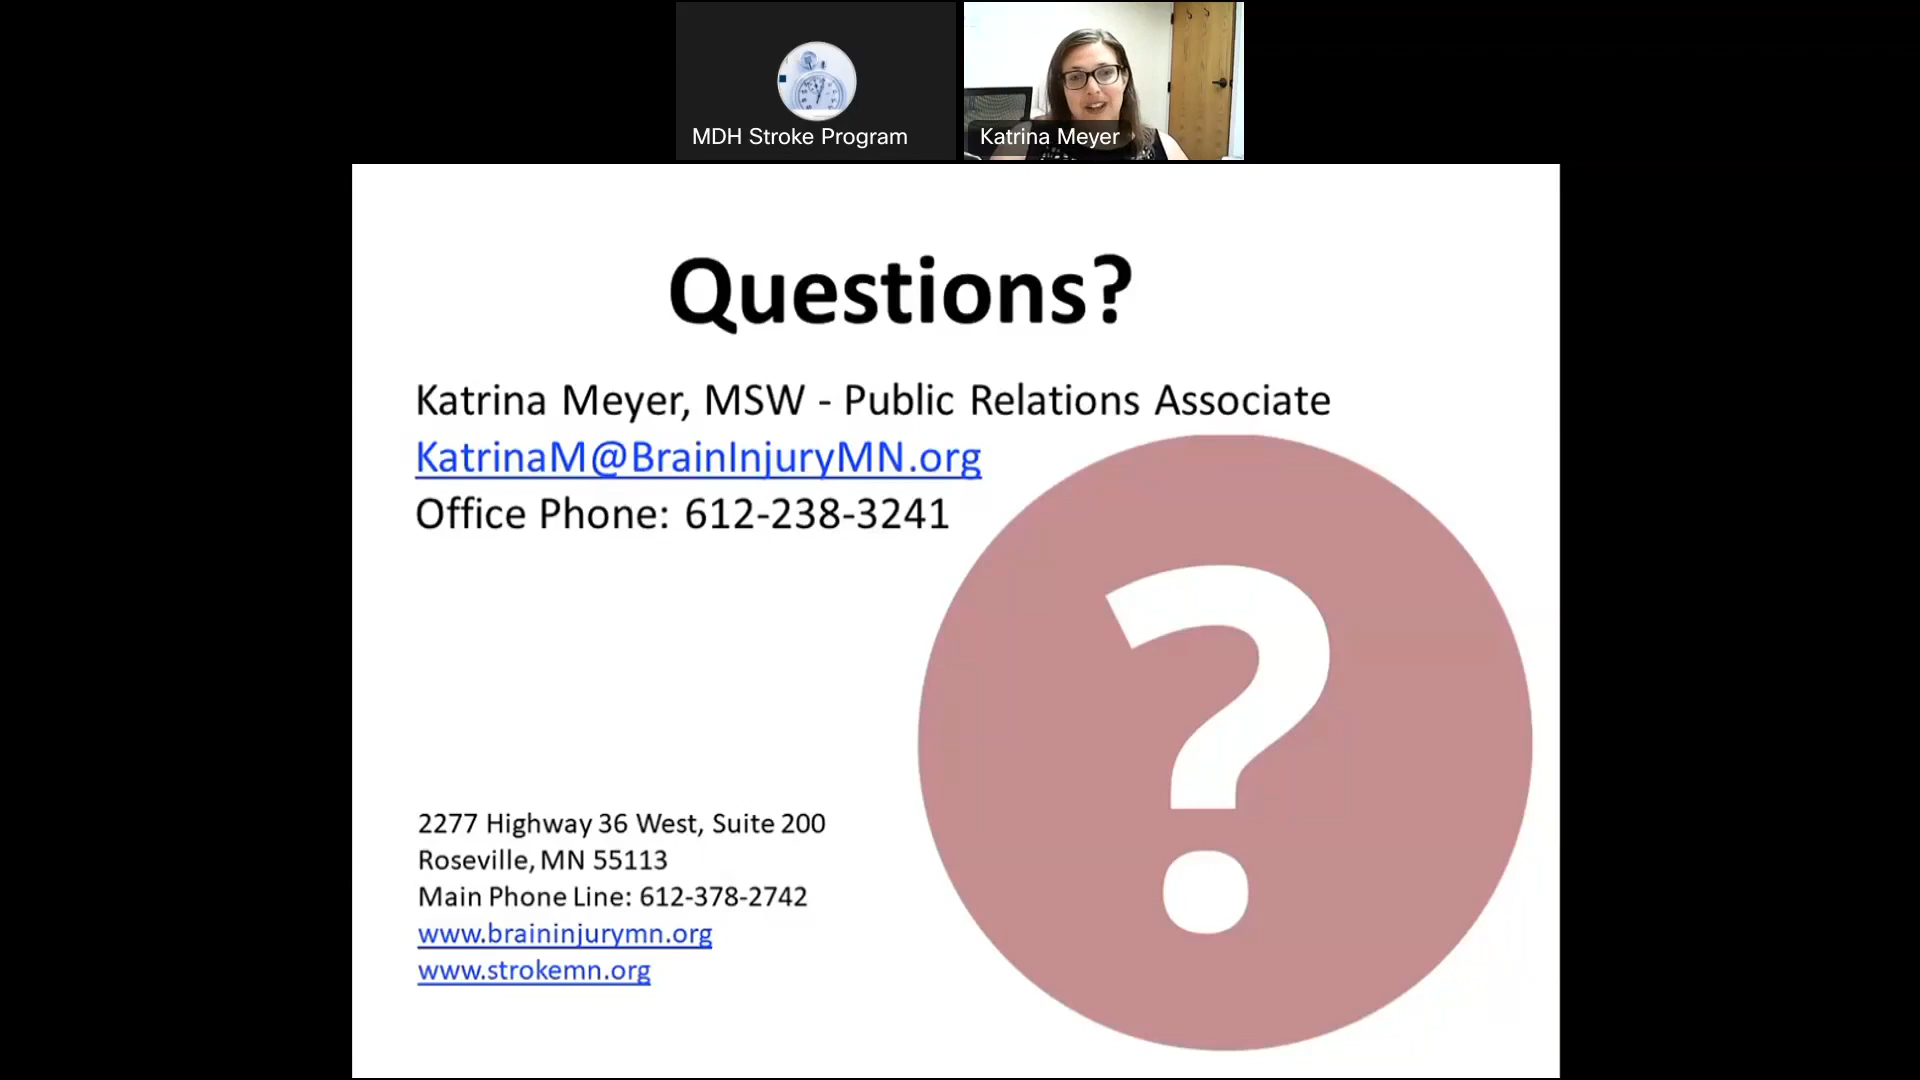 MDH Stroke Program
Katrina Meyer
Questions?
Katrina Meyer, MSW - Public Relations Associate
KatrinaM@BrainInjuryMN.org
Office Phone: 612-238-3241
?
2277 Highway 36 West, Suite 200
Roseville, MN 55113
Main Phone Line: 612-378-2742
www.braininjurymn.org
www.strokemn.org